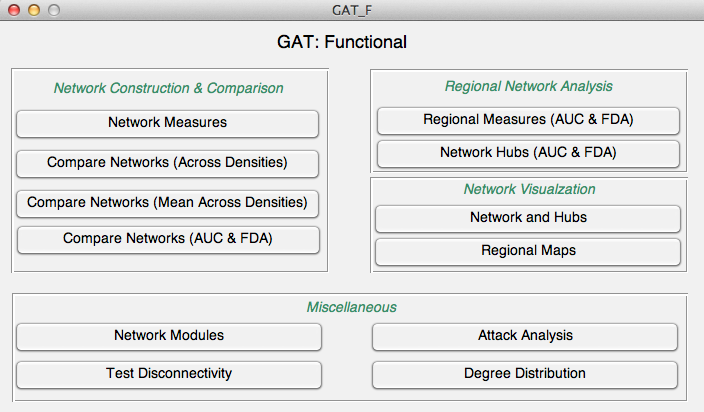 GAT_F
GAT: Functional
Network Construction & Comparison
Network Measures
Compare Networks (Across Densities)
Compare Networks (Mean Across Densities)
Compare Networks (AUC & FDA)
Regional Network Analysis
Regional Measures (AUC & FDA)
Network Hubs (AUC & FDA)
Network Visualzation
Network and Hubs
Regional Maps
Miscellaneous
Network Modules
Attack Analysis
Test Disconnectivity
Degree Distribution